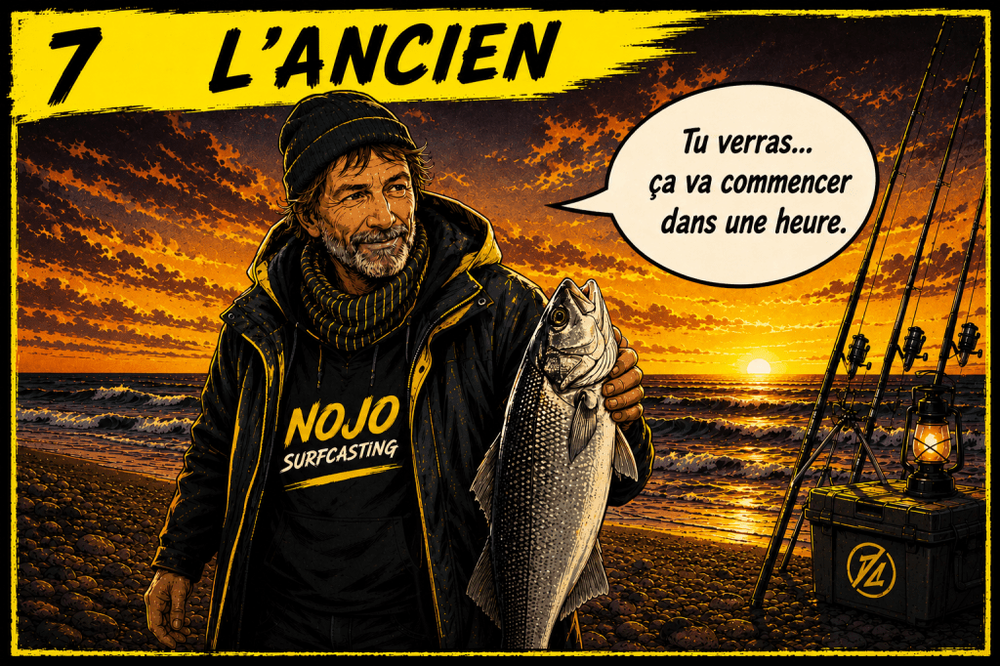 7 L'ANCIEN
Tu verras...
ça va commencer
dans une heure.
NOJO
SURFCASTING